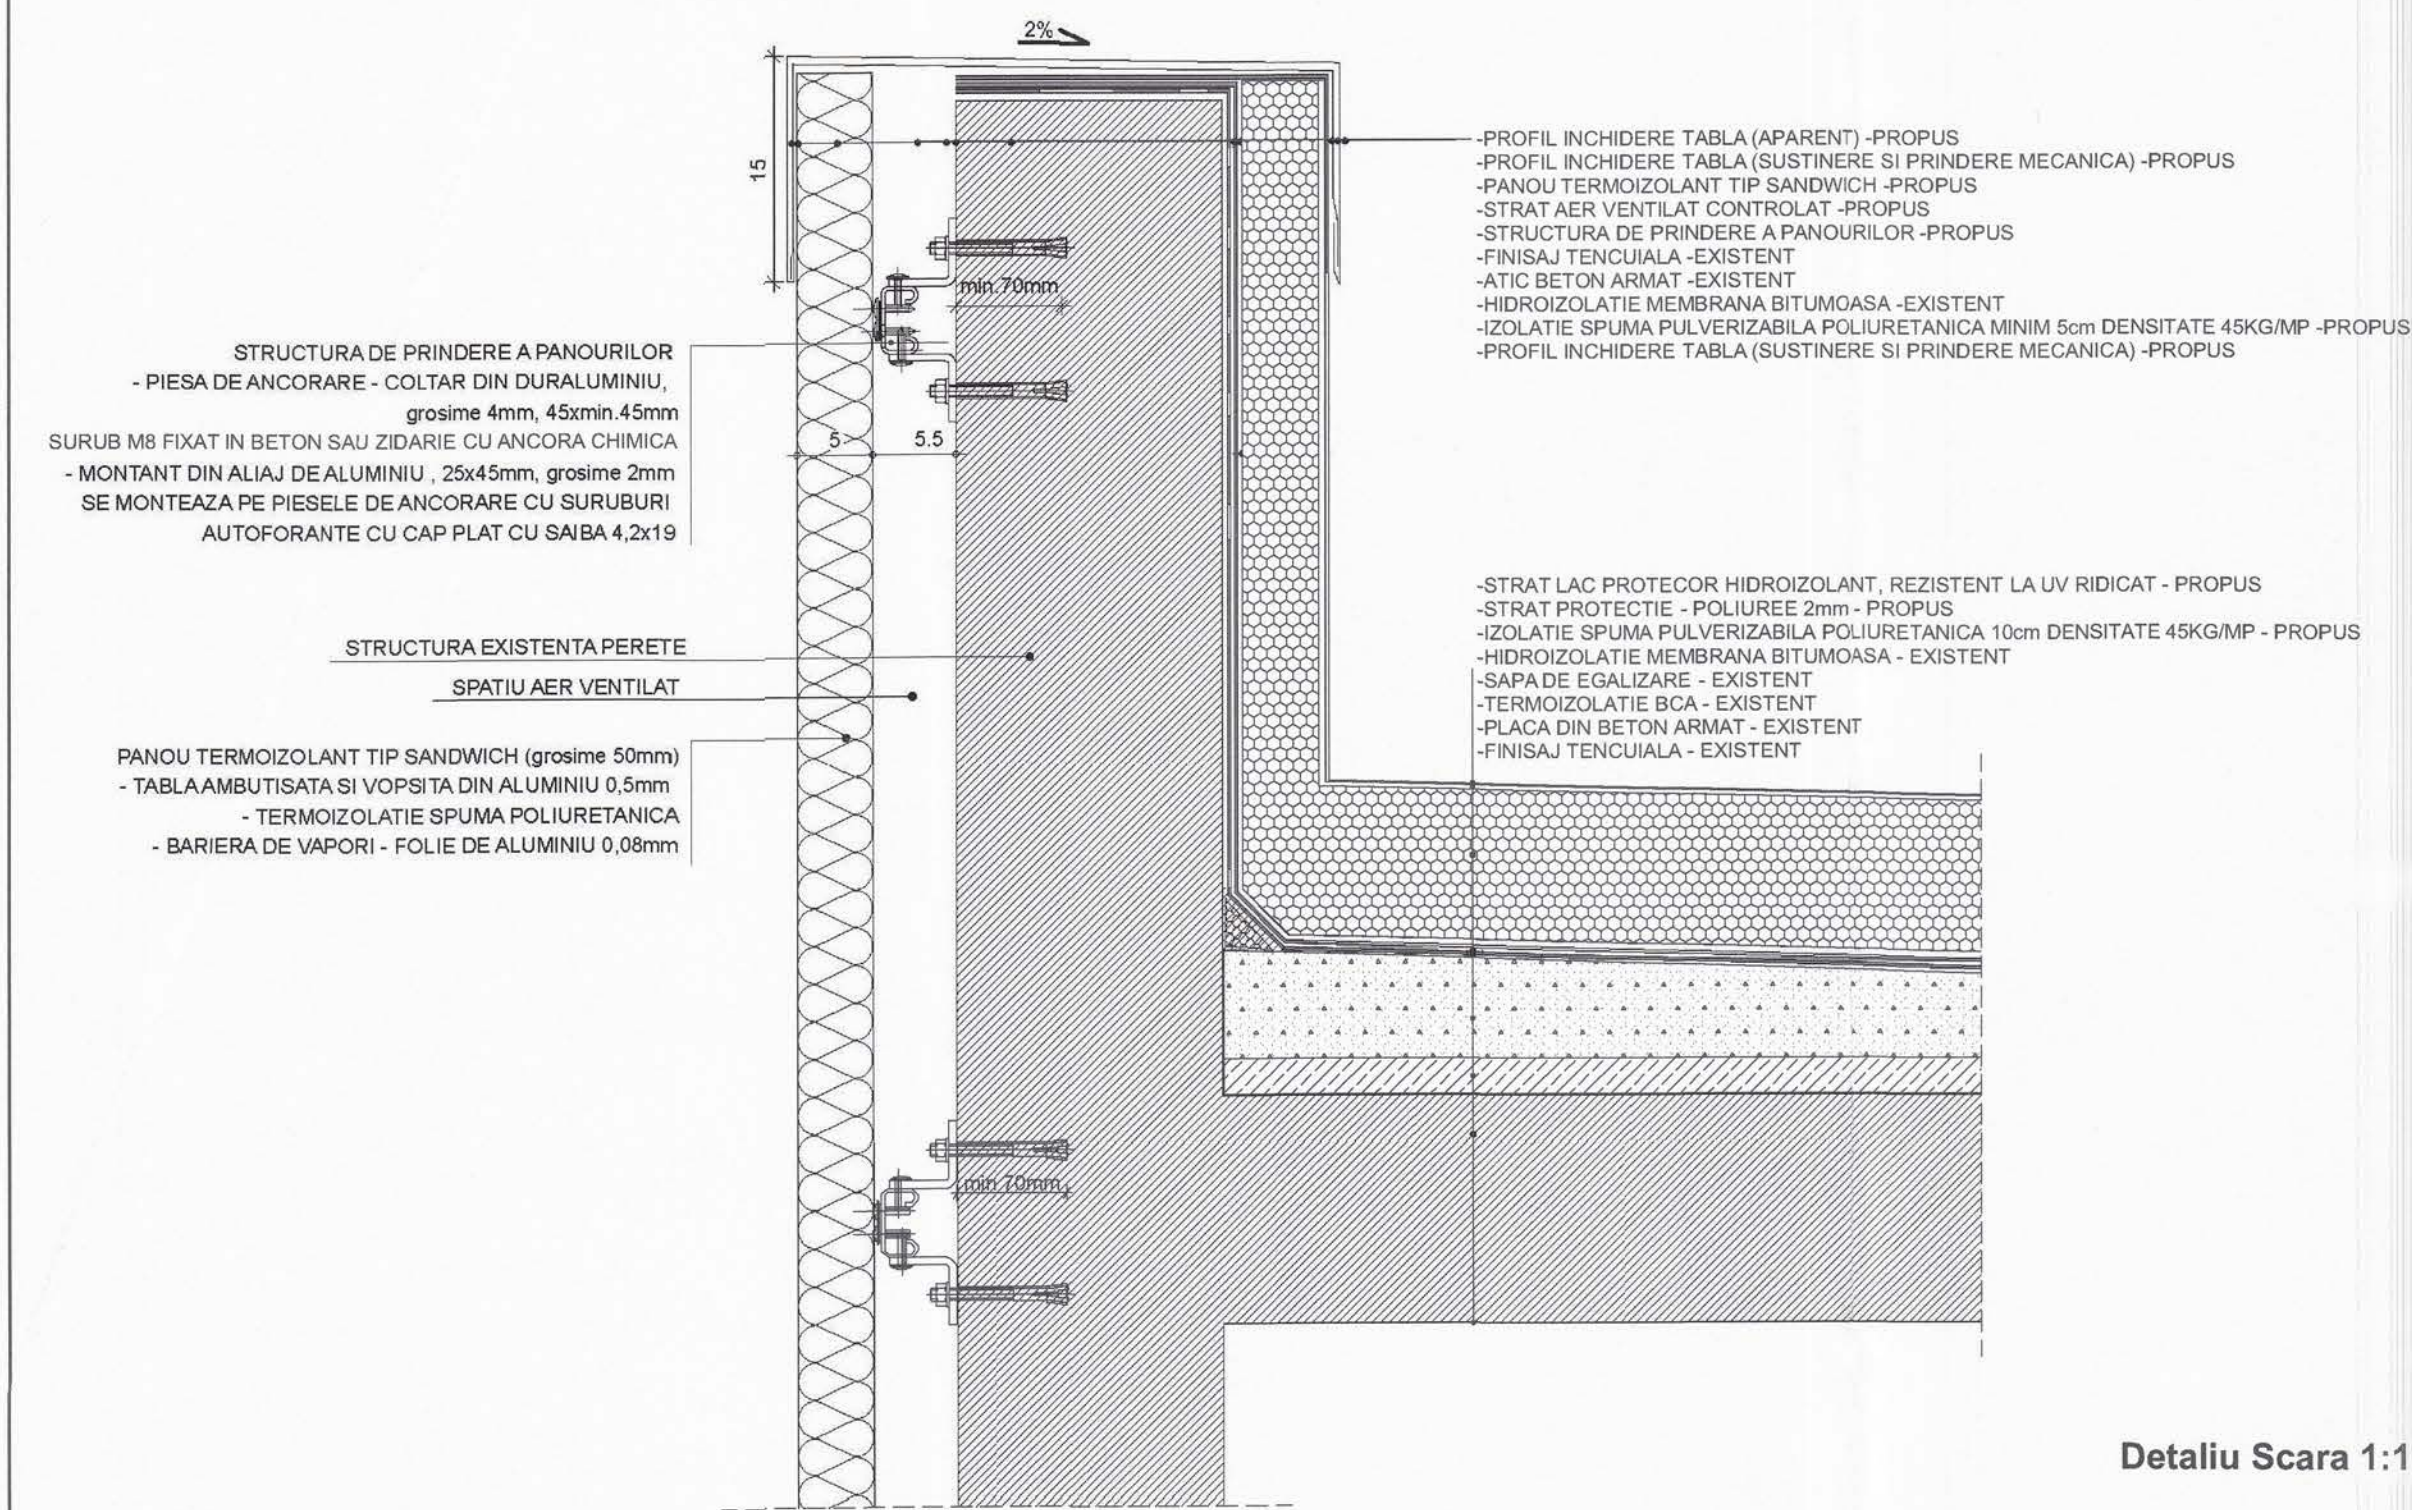 2%
15
-PROFIL INCHIDERE TABLA (APARENT) -PROPUS
-PROFIL INCHIDERE TABLA (SUSTINERE SI PRINDERE MECANICA) -PROPUS
-PANOU TERMOIZOLANT TIP SANDWICH -PROPUS
-STRAT AER VENTILAT CONTROLAT -PROPUS
-STRUCTURA DE PRINDERE A PANOURILOR -PROPUS
-FINISAJ TENCUIALA -EXISTENT
-ATIC BETON ARMAT -EXISTENT
-HIDROIZOLATIE MEMBRANA BITUMOASA -EXISTENT
-IZOLATIE SPUMA PULVERIZABILA POLIURETANICA MINIM 5cm DENSITATE 45KG/MP -PROPUS
-PROFIL INCHIDERE TABLA (SUSTINERE SI PRINDERE MECANICA) -PROPUS
min.70mm
STRUCTURA DE PRINDERE A PANOURILOR
- PIESA DE ANCORARE - COLTAR DIN DURALUMINIU,
grosime 4mm, 45xmin.45mm
SURUB M8 FIXAT IN BETON SAU ZIDARIE CU ANCORA CHIMICA
- MONTANT DIN ALIAJ DE ALUMINIU , 25x45mm, grosime 2mm
SE MONTEAZA PE PIESELE DE ANCORARE CU SURUBURI
AUTOFORANTE CU CAP PLAT CU SAIBA 4,2x19
5
5.5
-STRAT LAC PROTECOR HIDROIZOLANT, REZISTENT LA UV RIDICAT - PROPUS
-STRAT PROTECTIE - POLIUREE 2mm - PROPUS
-IZOLATIE SPUMA PULVERIZABILA POLIURETANICA 10cm DENSITATE 45KG/MP - PROPUS
-HIDROIZOLATIE MEMBRANA BITUMOASA - EXISTENT
-SAPA DE EGALIZARE - EXISTENT
-TERMOIZOLATIE BCA - EXISTENT
-PLACA DIN BETON ARMAT - EXISTENT
-FINISAJ TENCUIALA - EXISTENT
STRUCTURA EXISTENTA PERETE
SPATIU AER VENTILAT
PANOU TERMOIZOLANT TIP SANDWICH (grosime 50mm)
- TABLA AMBUTISATA SI VOPSITA DIN ALUMINIU 0,5mm
- TERMOIZOLATIE SPUMA POLIURETANICA
- BARIERA DE VAPORI - FOLIE DE ALUMINIU 0,08mm
min.70mm
Detaliu Scara 1:1